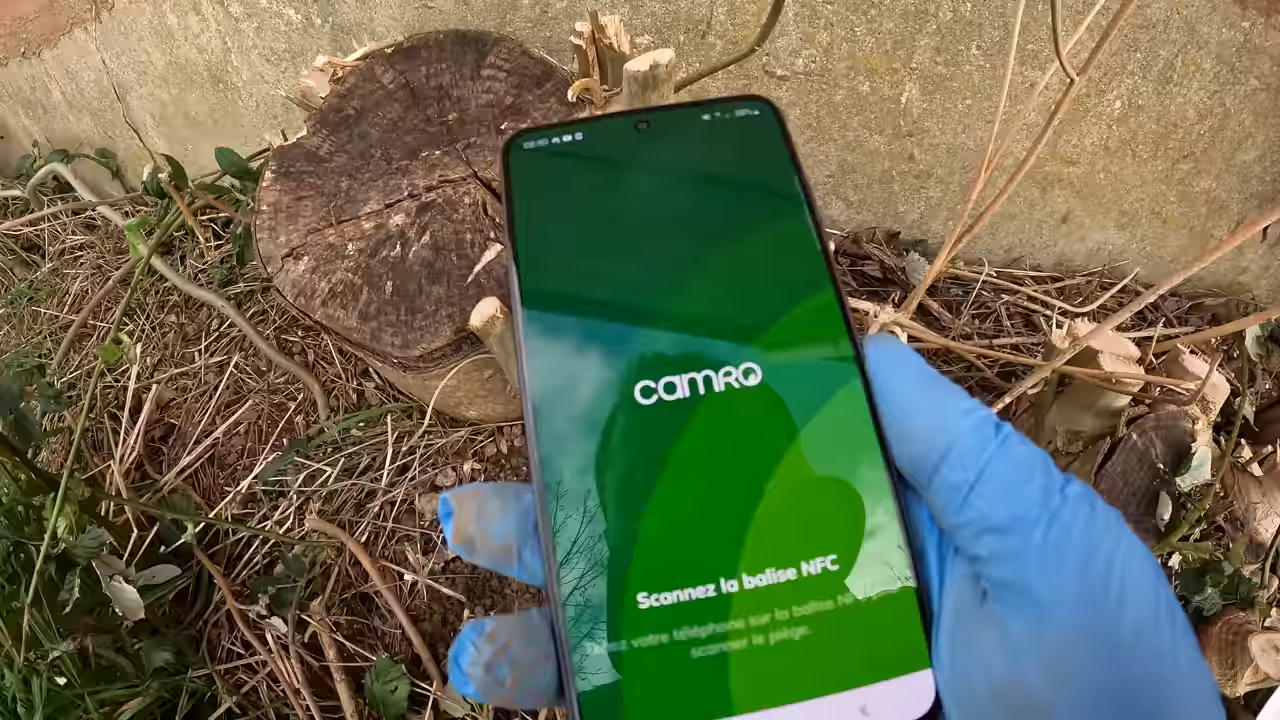 camRO
Scannez la balise NFC
votre téléphone sur la balise
scanner le piège.